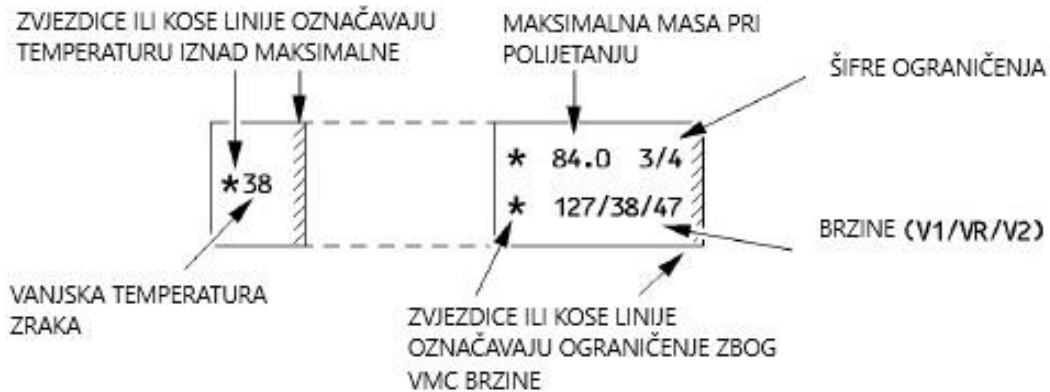 ZVJEZDICE ILI KOSE LINIJE OZNAČAVAJU
TEMPERATURU IZNAD MAKSIMALNE
MAKSIMALNA MASA PRI
POLIJETANJU
ŠIFRE OGRANIČENJA
* 84.0 3/4
*38
* 127/38/47
BRZINE (V1/VR/V2)
VANJSKA TEMPERATURA
ZRAKA
ZVJEZDICE ILI KOSE LINIJE
OZNAČAVAJU OGRANIČENJE ZBOG
VMC BRZINE